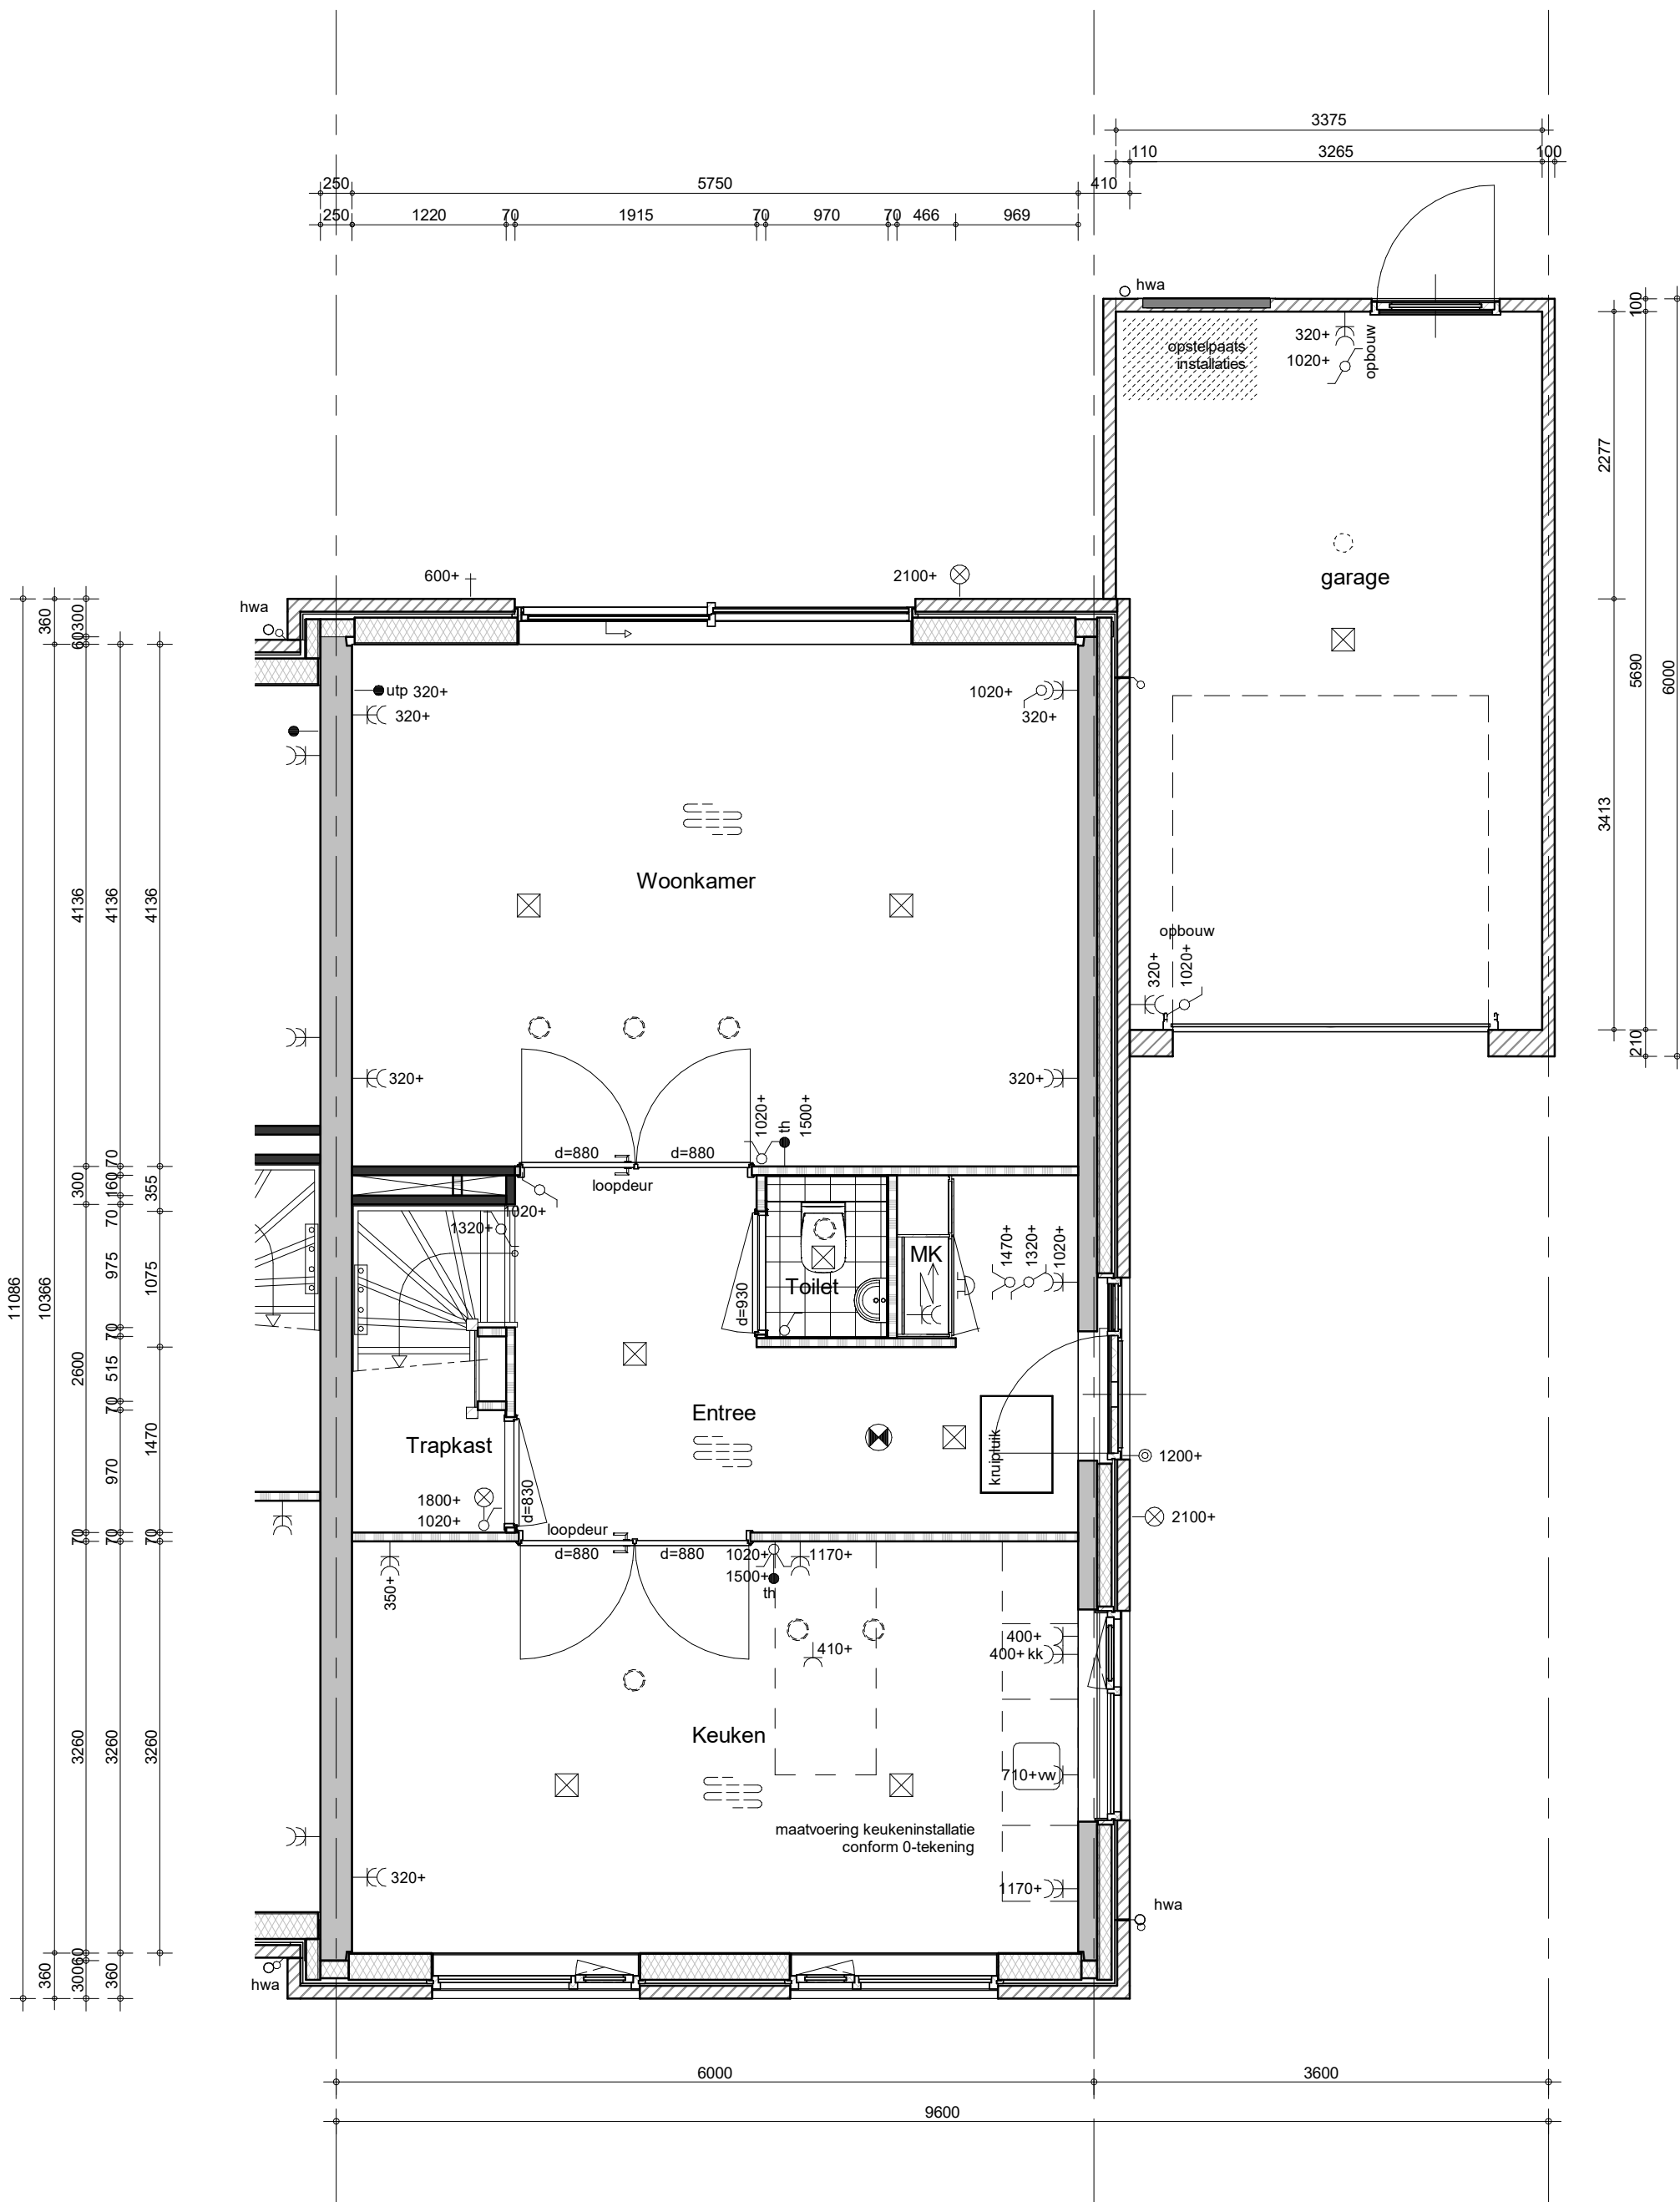 3375
110
3265
100
250
5750
410
250
1220
70
1915
70
970
70
466
969
hwa
320+
1020+
opbouw
opstelpaats
installaties
100
2277
5690
6000
3413
210
garage
opbouw
320+
1020+
600+
2100+
hwa
utp 320+
320+
1020+
320+
Woonkamer
320+
320+
1020+
th
1500+
d=880
d=880
loopdeur
1020+
1320+
MK
Toilet
d=930
1470+
1320+
1020+
Entree
kruipluik
1200+
2100+
Trapkast
1800+
1020+
d=830
loopdeur
d=880
d=880
1020+
1170+
1500+
th
350+
410+
400+
400+ kk
Keuken
710+vw
maatvoering keukeninstallatie
conform 0-tekening
320+
1170+
hwa
hwa
11086
360
10366
360
300
60
4136
300
2600
70
3260
60
300
4136
70
160
70
975
70
515
70
970
70
3260
360
4136
355
1075
1470
70
3260
6000
3600
9600